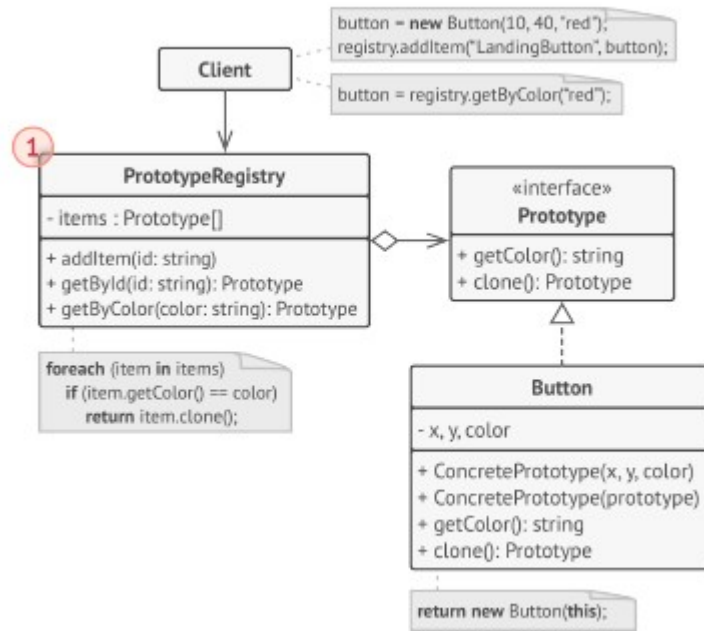 button = new Button(10, 40, "red");
registry.addItem("LandingButton", button);
Client
button = registry.getByColor("red");
1
PrototypeRegistry
- items : Prototype[]
+ addItem(id: string)
+ getById(id: string): Prototype
+ getByColor(color: string): Prototype
«interface»
Prototype
+ getColor(): string
+ clone(): Prototype
foreach (item in items)
if (item.getColor() == color)
return item.clone();
Button
- x, y, color
+ ConcretePrototype(x, y, color)
+ ConcretePrototype(prototype)
+ getColor(): string
+ clone(): Prototype
return new Button(this);